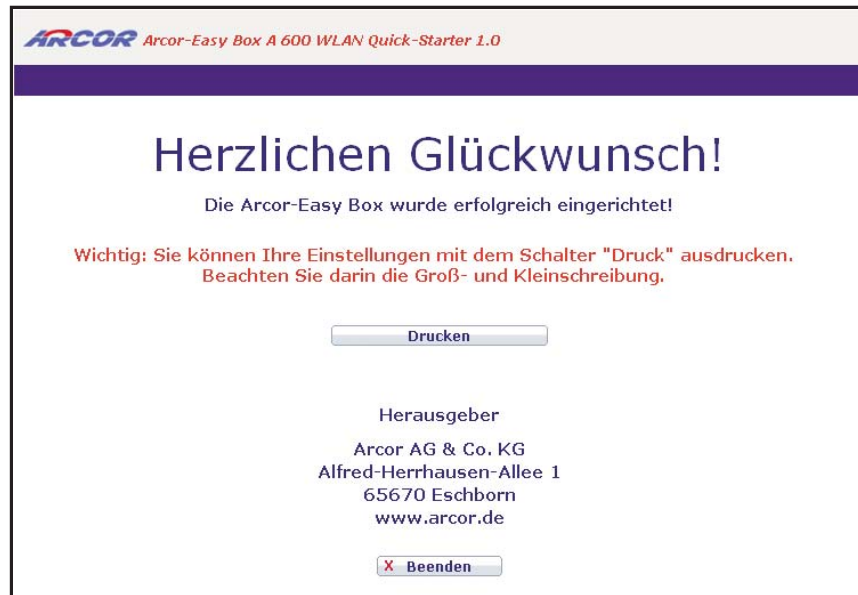 ARCOR Arcor-Easy Box A 600 WLAN Quick-Starter 1.0
Herzlichen Glückwunsch!
Die Arcor-Easy Box wurde erfolgreich eingerichtet!
Wichtig: Sie können Ihre Einstellungen mit dem Schalter "Druck" ausdrucken.
Beachten Sie darin die Groß- und Kleinschreibung.
Drucken
Herausgeber
Arcor AG & Co. KG
Alfred-Herrhausen-Allee 1
65670 Eschborn
www.arcor.de
X Beenden